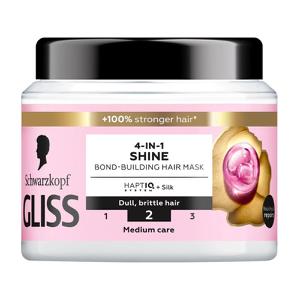 +100% stronger hair*
4-IN-1
SHINE
BOND-BUILDING HAIR MASK
HAPTIQ + Silk
SYSTEM
Schwarzkopf
GLISS
Dull, brittle hair
1 2 3
Medium care